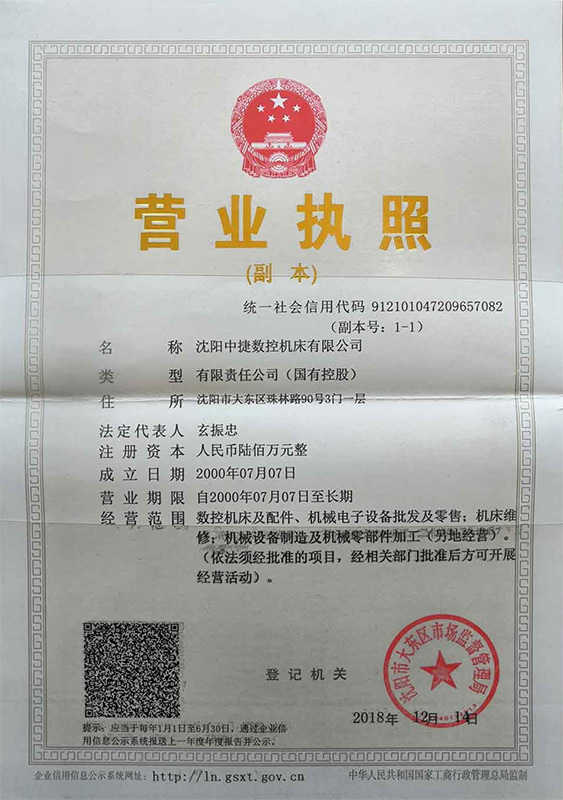 营业执照
(副 本)
统一社会信用代码 912101047209657082
（副本号：1-1）
名 称 沈阳中捷数控机床有限公司
类 型 有限责任公司（国有控股）
住 所 沈阳市大东区珠林路90号3门一层
法定代表人 玄振忠
注册资本 人民币陆佰万元整
成立日期 2000年07月07日
营业期限 自2000年07月07日至长期
经营范围 数控机床及配件、机械电子设备批发及零售；机床维
修；机械设备制造及机械零部件加工（另地经营）。
（依法须经批准的项目，经相关部门批准后方可开展
经营活动）。
沈阳市大东区市场监督管理局
登记机关
2018年 12月 14日
提示：应当于每年1月1日至6月30日，通过企业信
用信息公示系统报送上一年度年度报告并公示。
企业信用信息公示系统网址：http://ln.gsxt.gov.cn
中华人民共和国国家工商行政管理总局监制